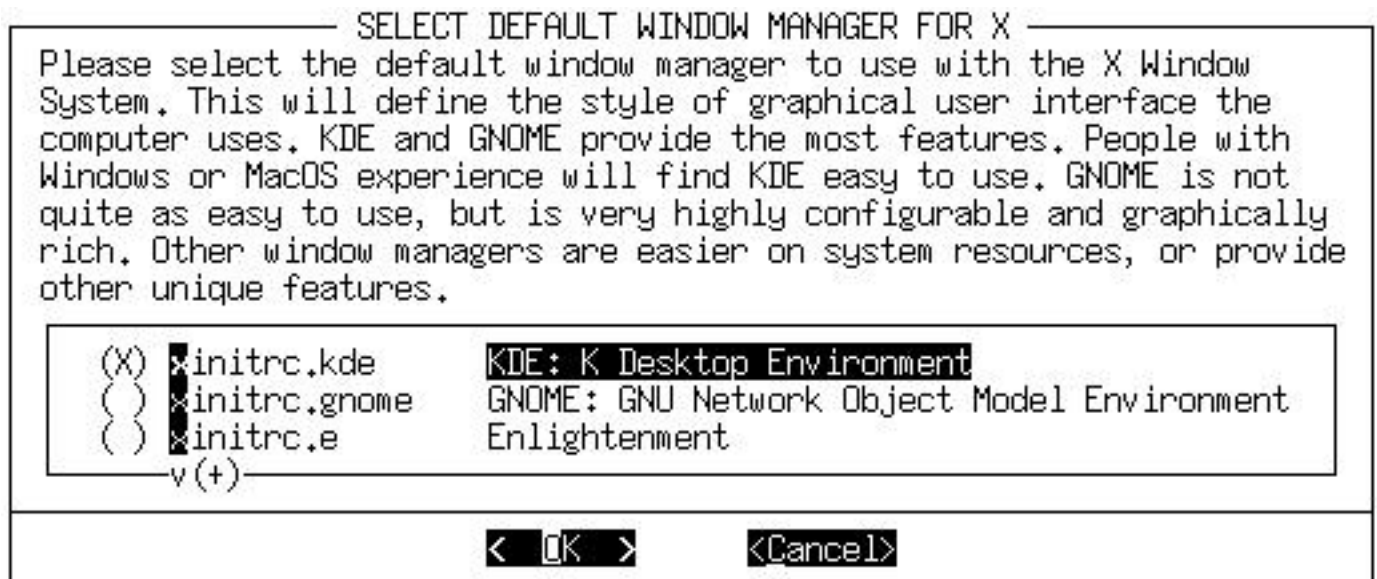 SELECT DEFAULT WINDOW MANAGER FOR X
Please select the default window manager to use with the X Window
System. This will define the style of graphical user interface the
computer uses. KDE and GNOME provide the most features. People with
Windows or MacOS experience will find KDE easy to use. GNOME is not
quite as easy to use, but is very highly configurable and graphically
rich. Other window managers are easier on system resources, or provide
other unique features.
(X) xinitrc.kde KDE: K Desktop Environment
( ) xinitrc.gnome GNOME: GNU Network Object Model Environment
( ) xinitrc.e Enlightenment
v(+)
< OK > <Cancel>